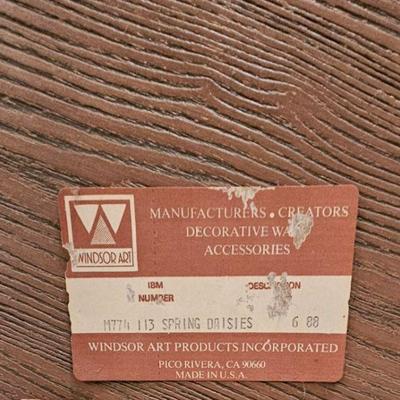 WINDSOR ART
MANUFACTURERS • CREATORS
DECORATIVE WA
ACCESSORIES
IBM DESCRIPTION
NUMBER
M774 113 SPRING DAISIES 6 88
WINDSOR ART PRODUCTS INCORPORATED
PICO RIVERA, CA 90660
MADE IN U.S.A.